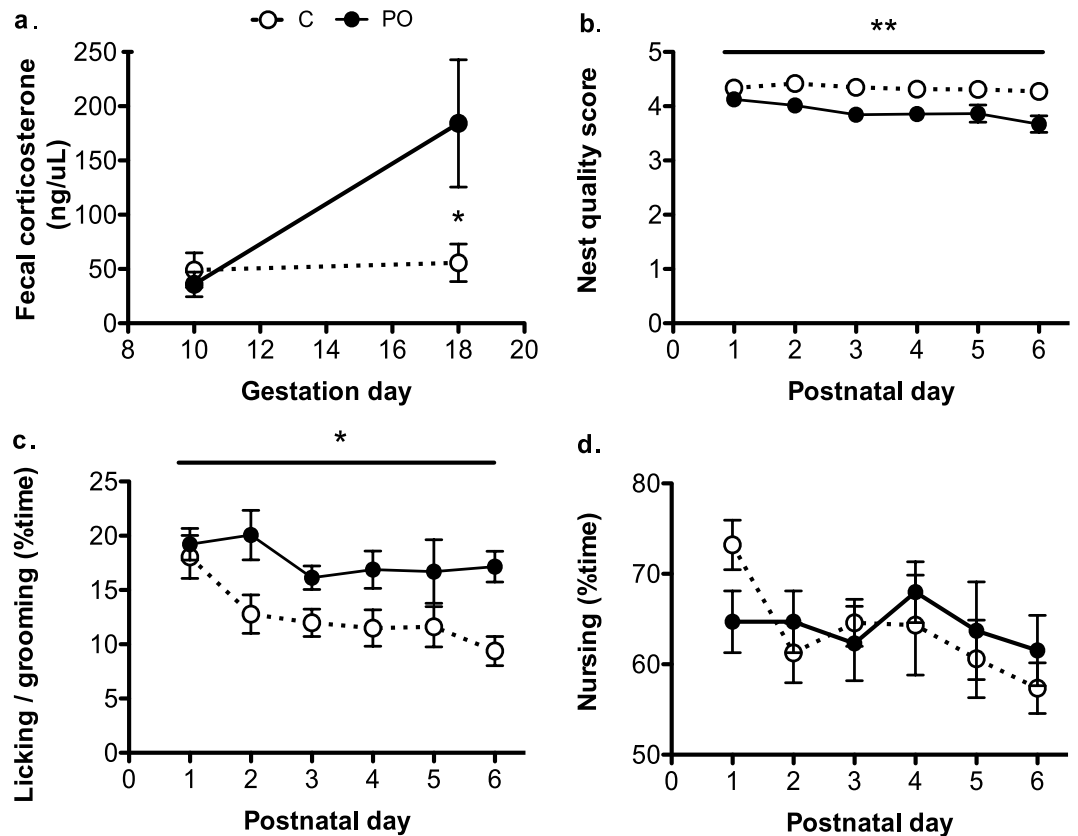 a.
C
PO
Fecal corticosterone
(ng/uL)
250
200
150
100
50
0
*
8 10 12 14 16 18 20
Gestation day
b.
**
Nest quality score
5
4
3
2
1
0
0 1 2 3 4 5 6
Postnatal day
c.
*
Licking / grooming (%time)
25
20
15
10
5
0
0 1 2 3 4 5 6
Postnatal day
d.
Nursing (%time)
80
70
60
50
0 1 2 3 4 5 6
Postnatal day